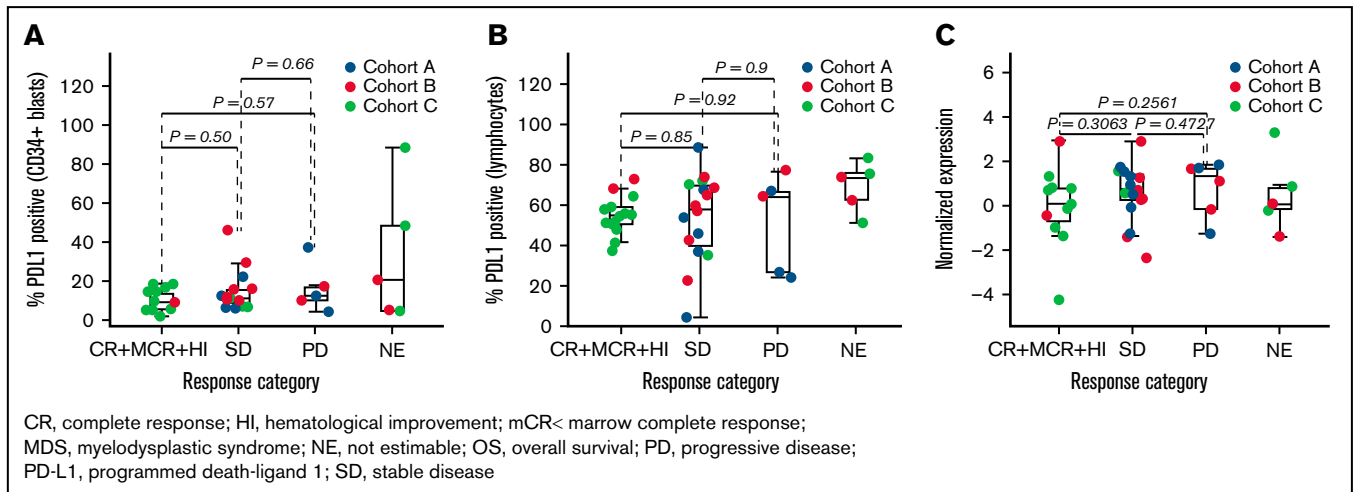 A
% PDL1 positive (CD34+ blasts)
120
100
80
60
40
20
0
P = 0.66
P = 0.57
P = 0.50
Cohort A
Cohort B
Cohort C
CR+MCR+HI SD PD NE
Response category
B
% PDL1 positive (lymphocytes)
120
100
80
60
40
20
0
P = 0.9
P = 0.92
P = 0.85
Cohort A
Cohort B
Cohort C
CR+MCR+HI SD PD NE
Response category
C
Normalized expression
6
4
2
0
−2
−4
P = 0.2561
P = 0.3063 P = 0.4727
Cohort A
Cohort B
Cohort C
CR+MCR+HI SD PD NE
Response category
CR, complete response; HI, hematological improvement; mCR< marrow complete response;
MDS, myelodysplastic syndrome; NE, not estimable; OS, overall survival; PD, progressive disease;
PD-L1, programmed death-ligand 1; SD, stable disease